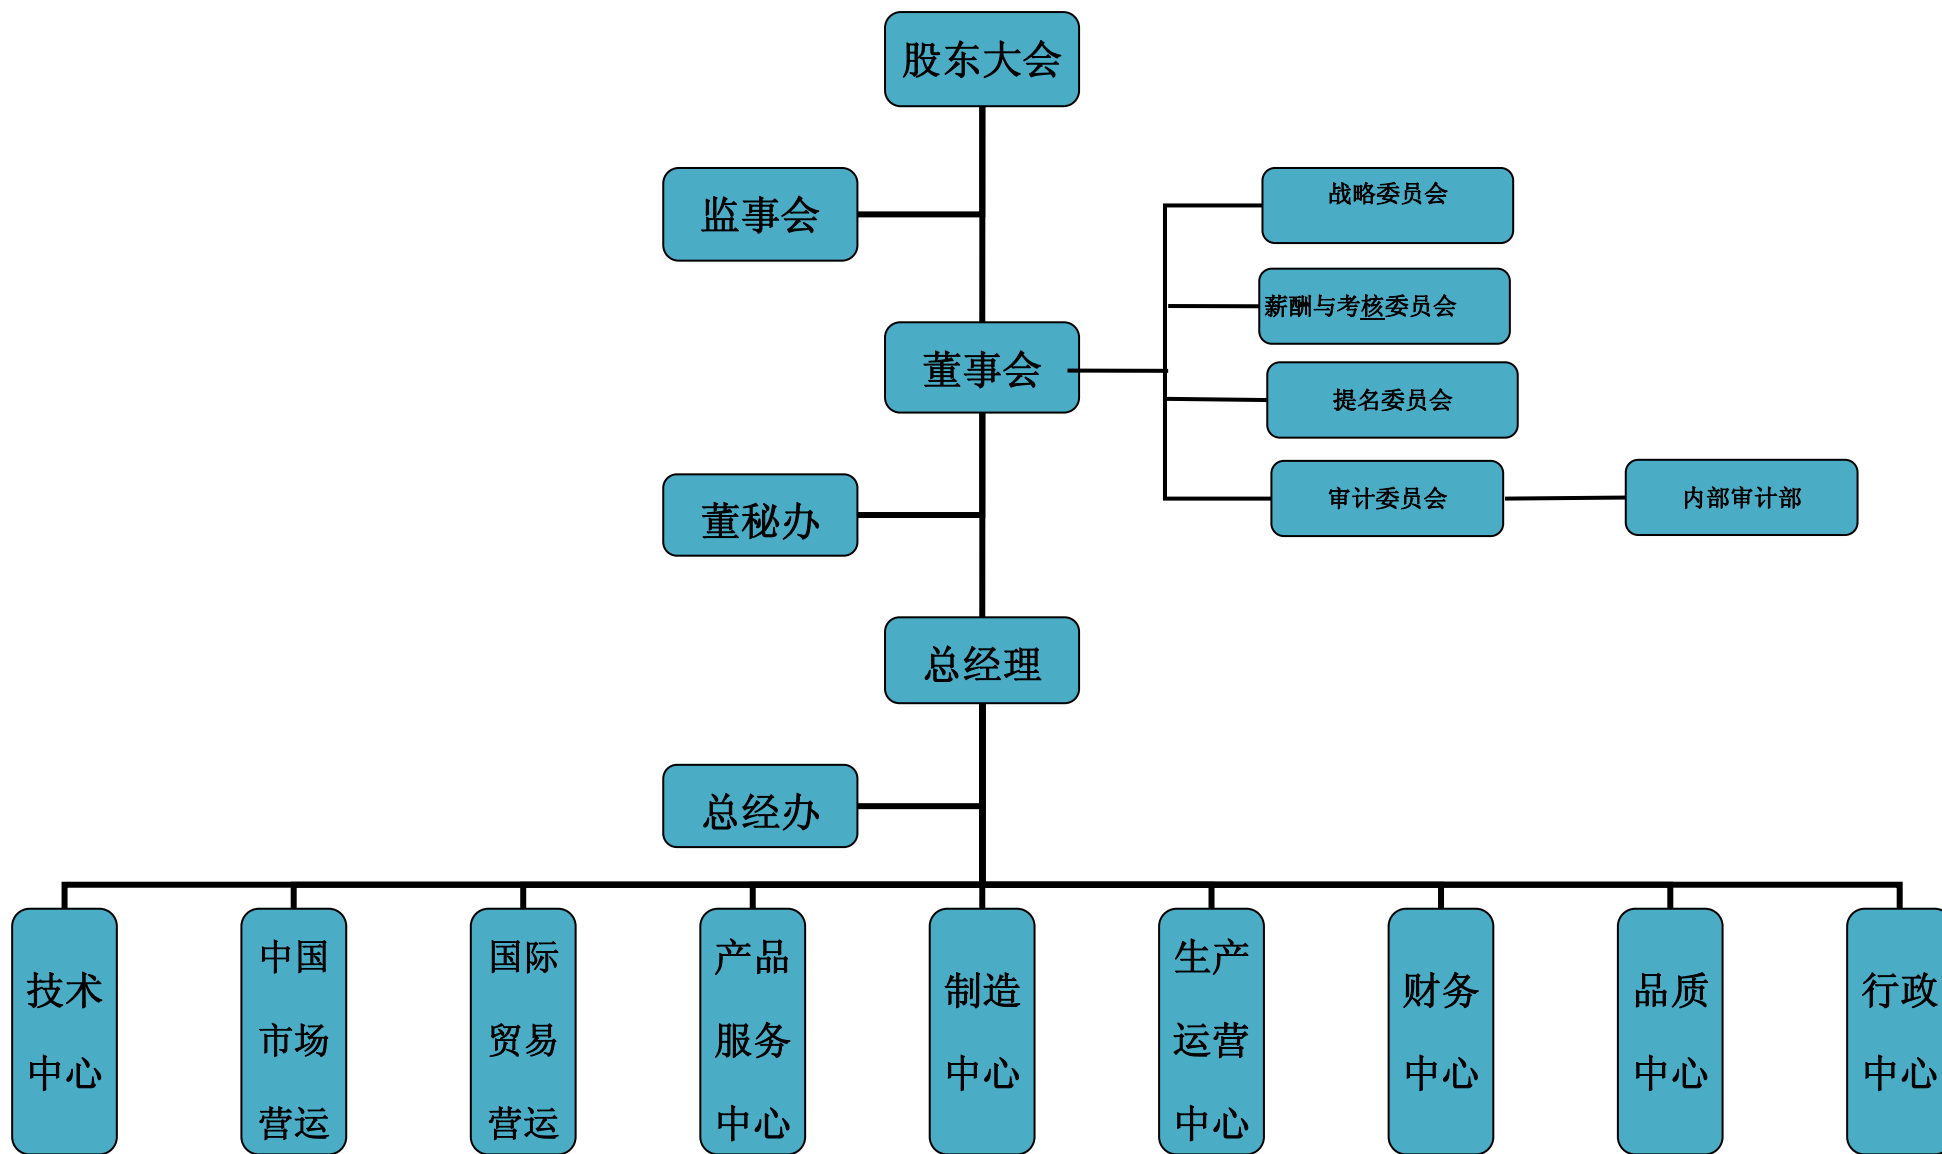 股东大会
监事会
战略委员会
薪酬与考核委员会
董事会
提名委员会
董秘办
审计委员会
内部审计部
总经理
总经办
技术
中心
中国
市场
营运
国际
贸易
营运
产品
服务
中心
制造
中心
生产
运营
中心
财务
中心
品质
中心
行政
中心